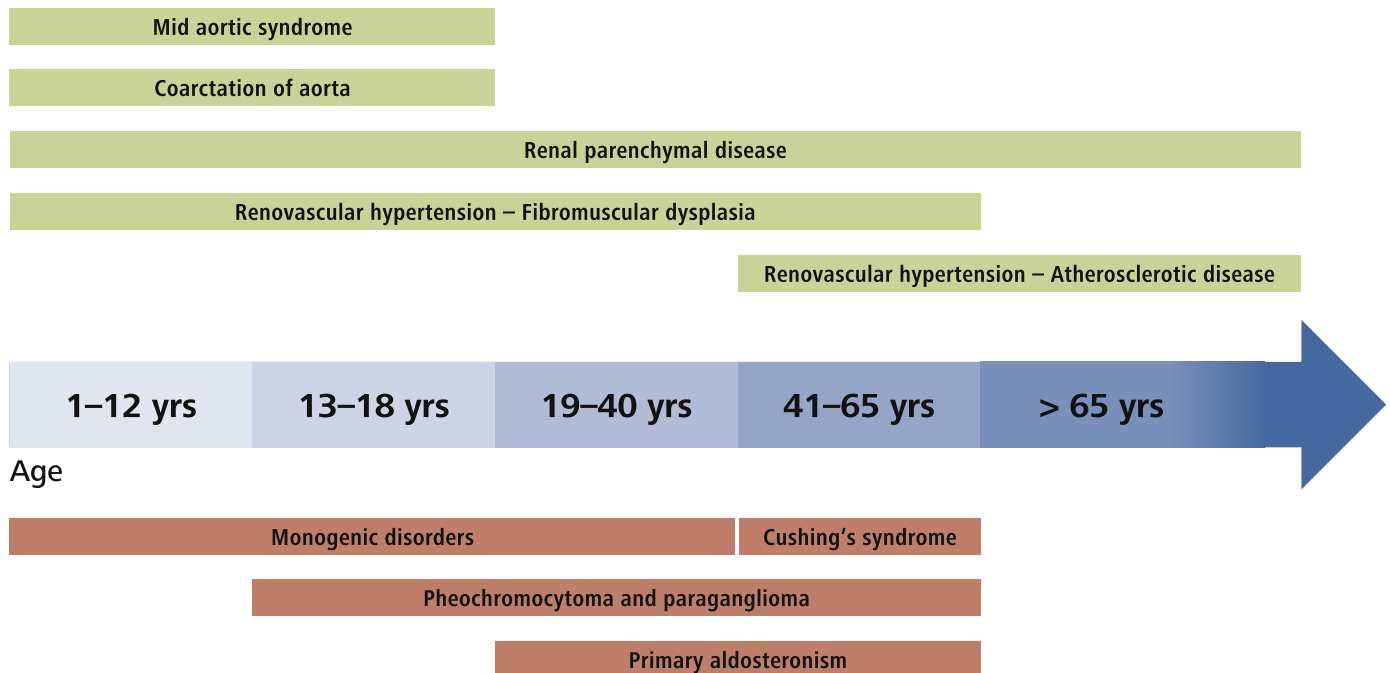 Mid aortic syndrome
Coarctation of aorta
Renal parenchymal disease
Renovascular hypertension – Fibromuscular dysplasia
Renovascular hypertension – Atherosclerotic disease
1–12 yrs
13–18 yrs
19–40 yrs
41–65 yrs
> 65 yrs
Age
Monogenic disorders
Cushing’s syndrome
Pheochromocytoma and paraganglioma
Primary aldosteronism